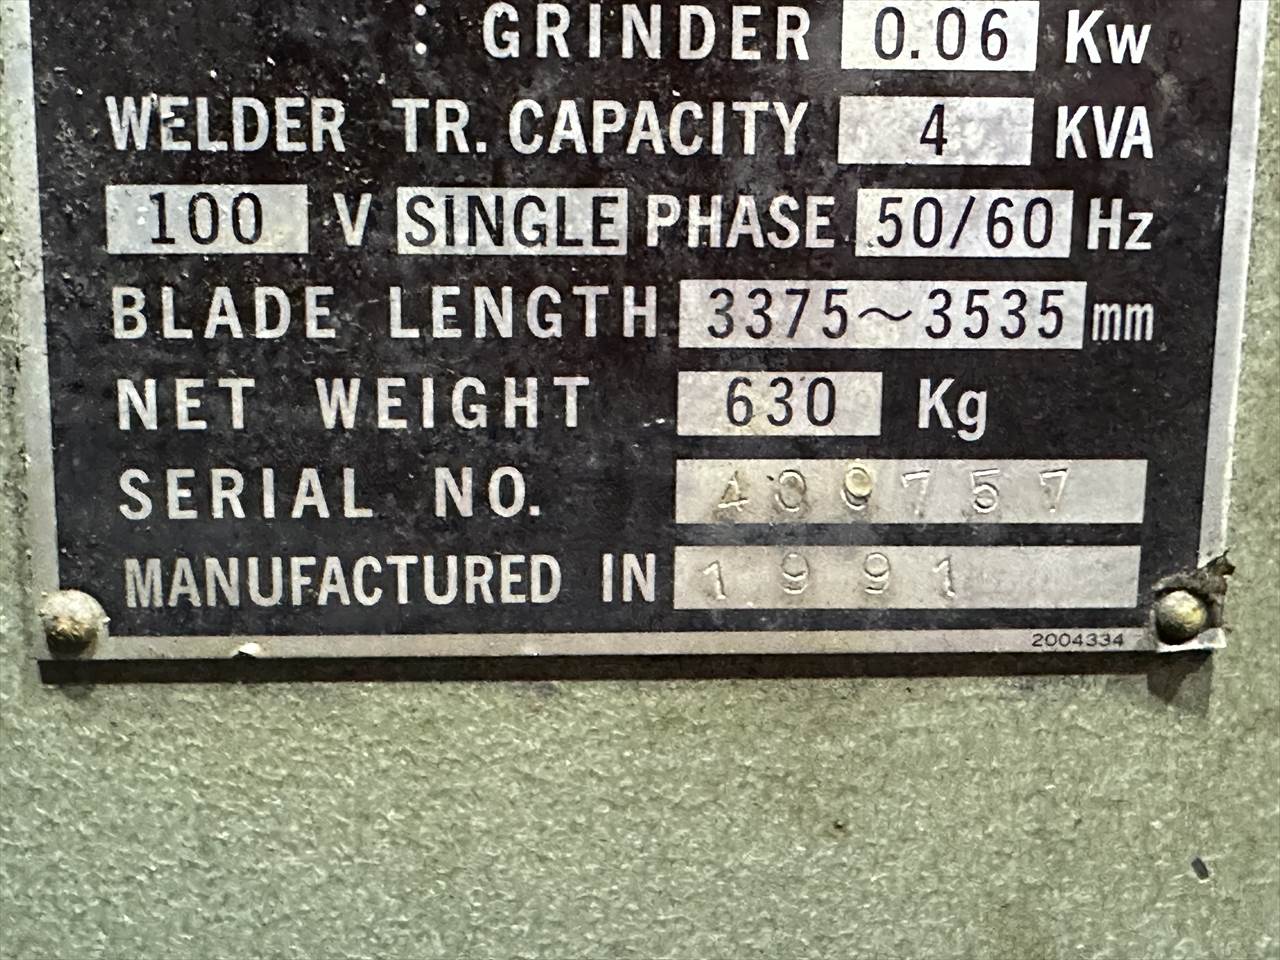 : GRINDER 0.06 Kw
WELDER TR. CAPACITY 4 KVA
100 V SINGLE PHASE 50/60 Hz
BLADE LENGTH 3375～3535 mm
NET WEIGHT 630 Kg
SERIAL NO. 409757
MANUFACTURED IN 1991
2004334